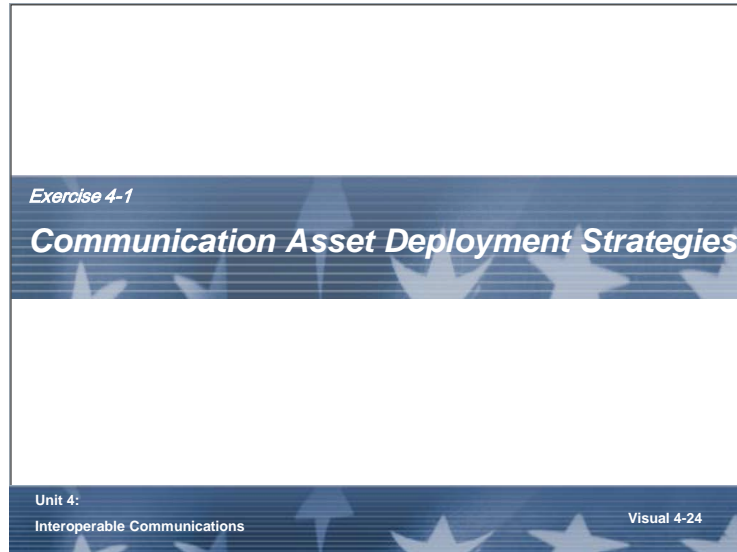 Exercise 4-1
Communication Asset Deployment Strategies
Unit 4:
Interoperable Communications
Visual 4-24